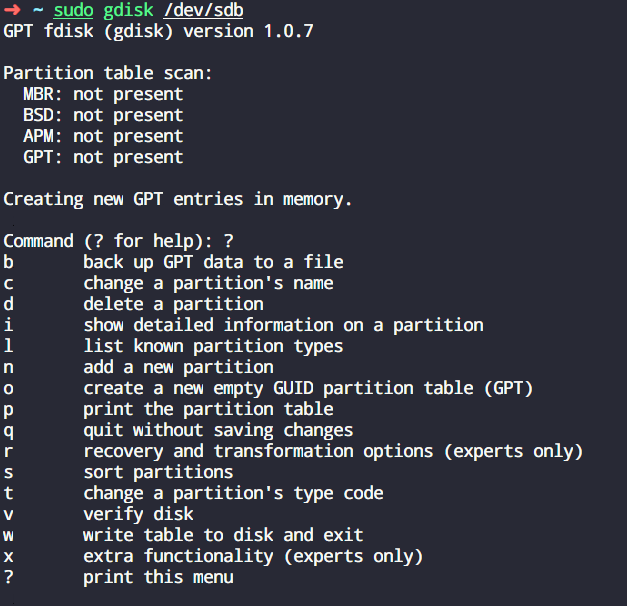 ➜ ~ sudo gdisk /dev/sdb
GPT fdisk (gdisk) version 1.0.7

Partition table scan:
  MBR: not present
  BSD: not present
  APM: not present
  GPT: not present

Creating new GPT entries in memory.

Command (? for help): ?
b       back up GPT data to a file
c       change a partition's name
d       delete a partition
i       show detailed information on a partition
l       list known partition types
n       add a new partition
o       create a new empty GUID partition table (GPT)
p       print the partition table
q       quit without saving changes
r       recovery and transformation options (experts only)
s       sort partitions
t       change a partition's type code
v       verify disk
w       write table to disk and exit
x       extra functionality (experts only)
?       print this menu